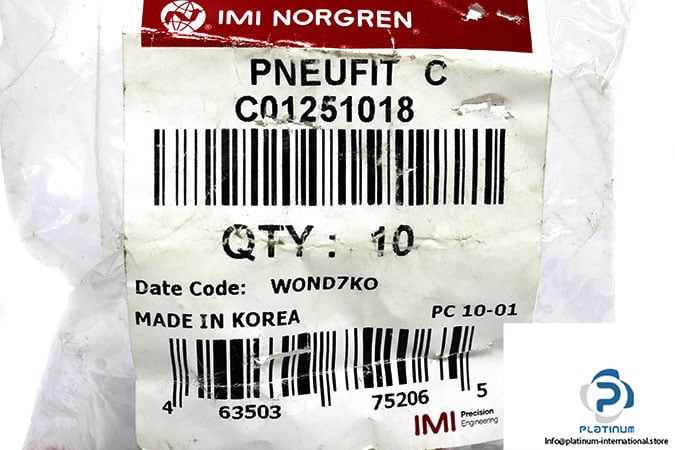 IMI NORGREN
PNEUFIT C
C01251018
QTY: 10
Date Code: WOND7KO
MADE IN KOREA PC 10-01
4 63503 75206 5
IMI Precision Engineering
PLATINUM
Info@platinum-international.store